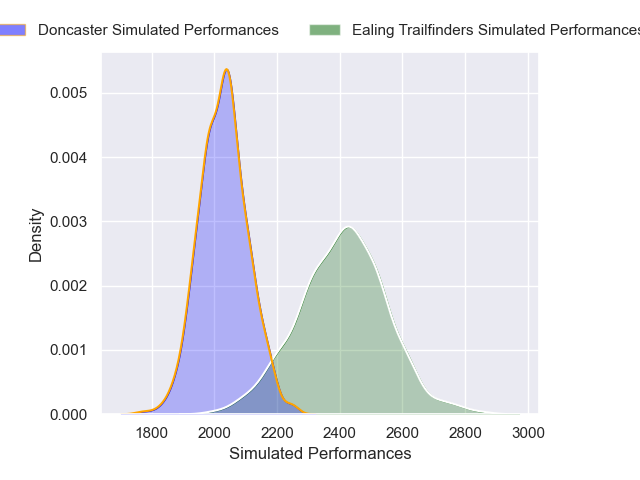 Doncaster Simulated Performances
Ealing Trailfinders Simulated Performances
0.005
0.004
0.003
0.002
0.001
0.000
Density
1800 2000 2200 2400 2600 2800 3000
Simulated Performances